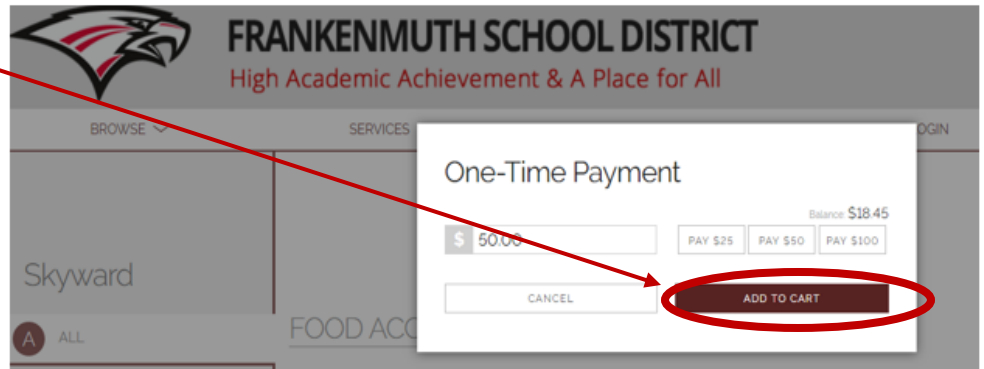 FRANKENMUTH SCHOOL DISTRICT
High Academic Achievement & A Place for All
BROWSE SERVICES OGIN
One-Time Payment
Balance $18.45
$ 50.00 PAY $25 PAY $50 PAY $100
Skyward
CANCEL ADD TO CART
FOOD ACC
A ALL